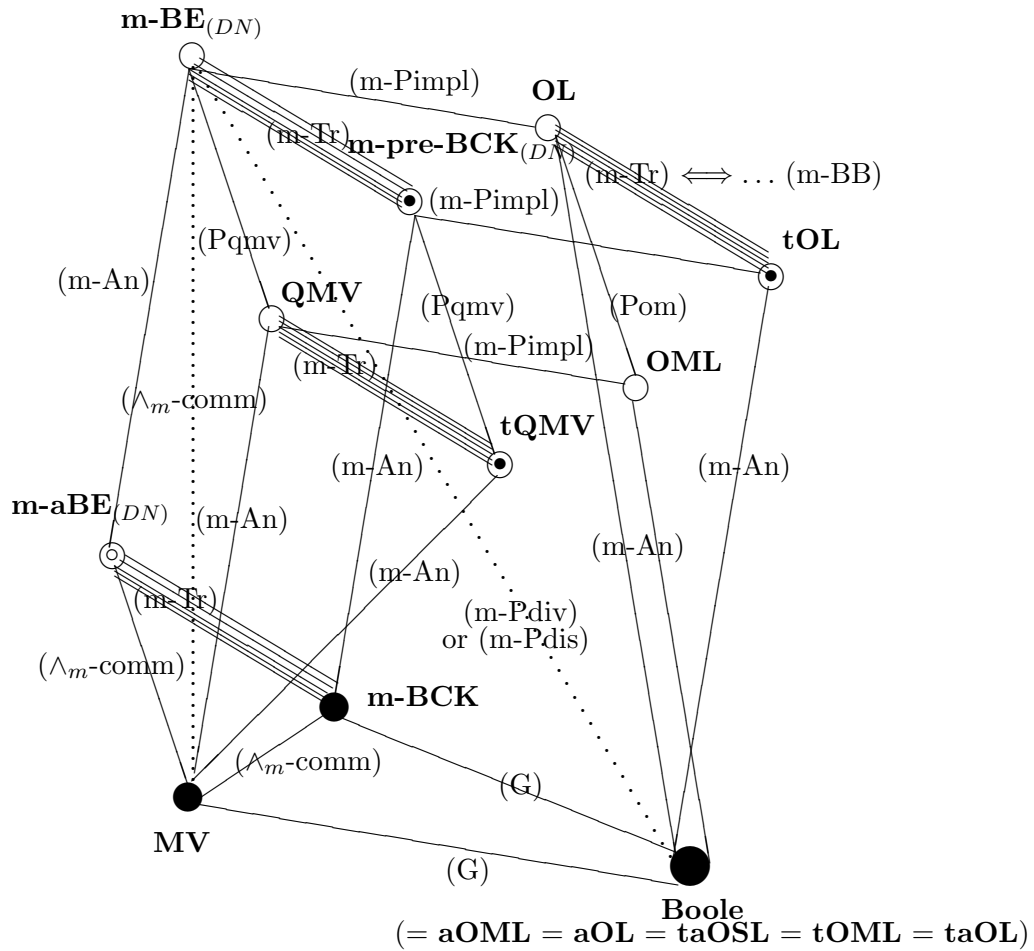 m-BE(DN)
(m-Pimpl)
OL
(m-Tr)
m-pre-BCK(DN)
(m-Tr) ⟺ … (m-BB)
(m-Pimpl)
tOL
(Pqmv)
(m-An)
QMV
(Pqmv)
(Pom)
(m-Pimpl)
(m-Tr)
OML
(∧m-comm)
tQMV
(m-An)
(m-An)
m-aBE(DN)
(m-An)
(m-An)
(m-An)
(m-Tr)
(m-Pdiv)
or (m-Pdis)
(∧m-comm)
m-BCK
(∧m-comm)
(G)
MV
(G)
Boole
(= aOML = aOL = taOSL = tOML = taOL)